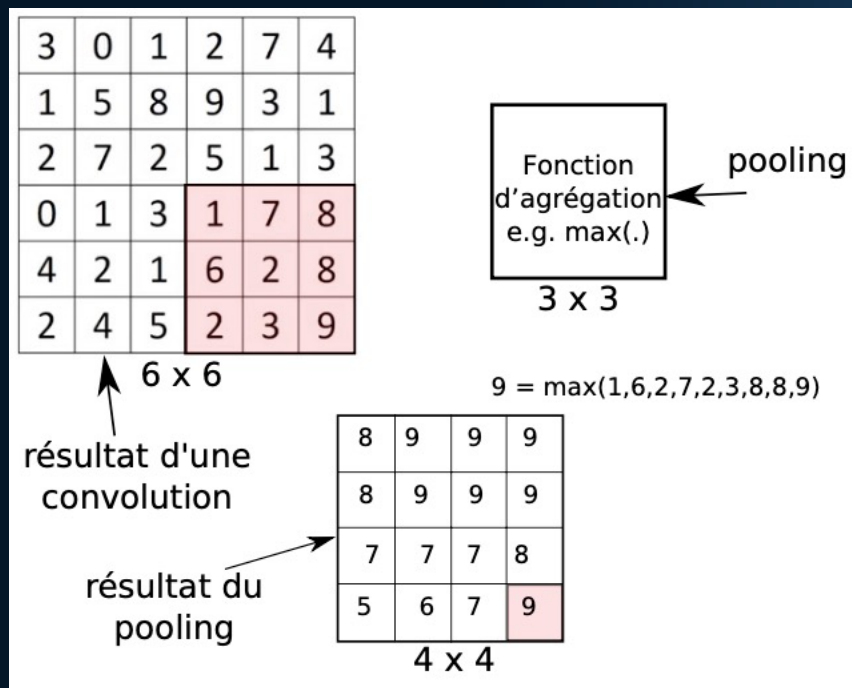 3 0 1 2 7 4
1 5 8 9 3 1
2 7 2 5 1 3
0 1 3 1 7 8
4 2 1 6 2 8
2 4 5 2 3 9
6 x 6
résultat d'une
convolution
Fonction
d'agrégation
e.g. max(.)
3 x 3
pooling
9 = max(1,6,2,7,2,3,8,8,9)
8 9 9 9
8 9 9 9
7 7 7 8
5 6 7 9
4 x 4
résultat du
pooling